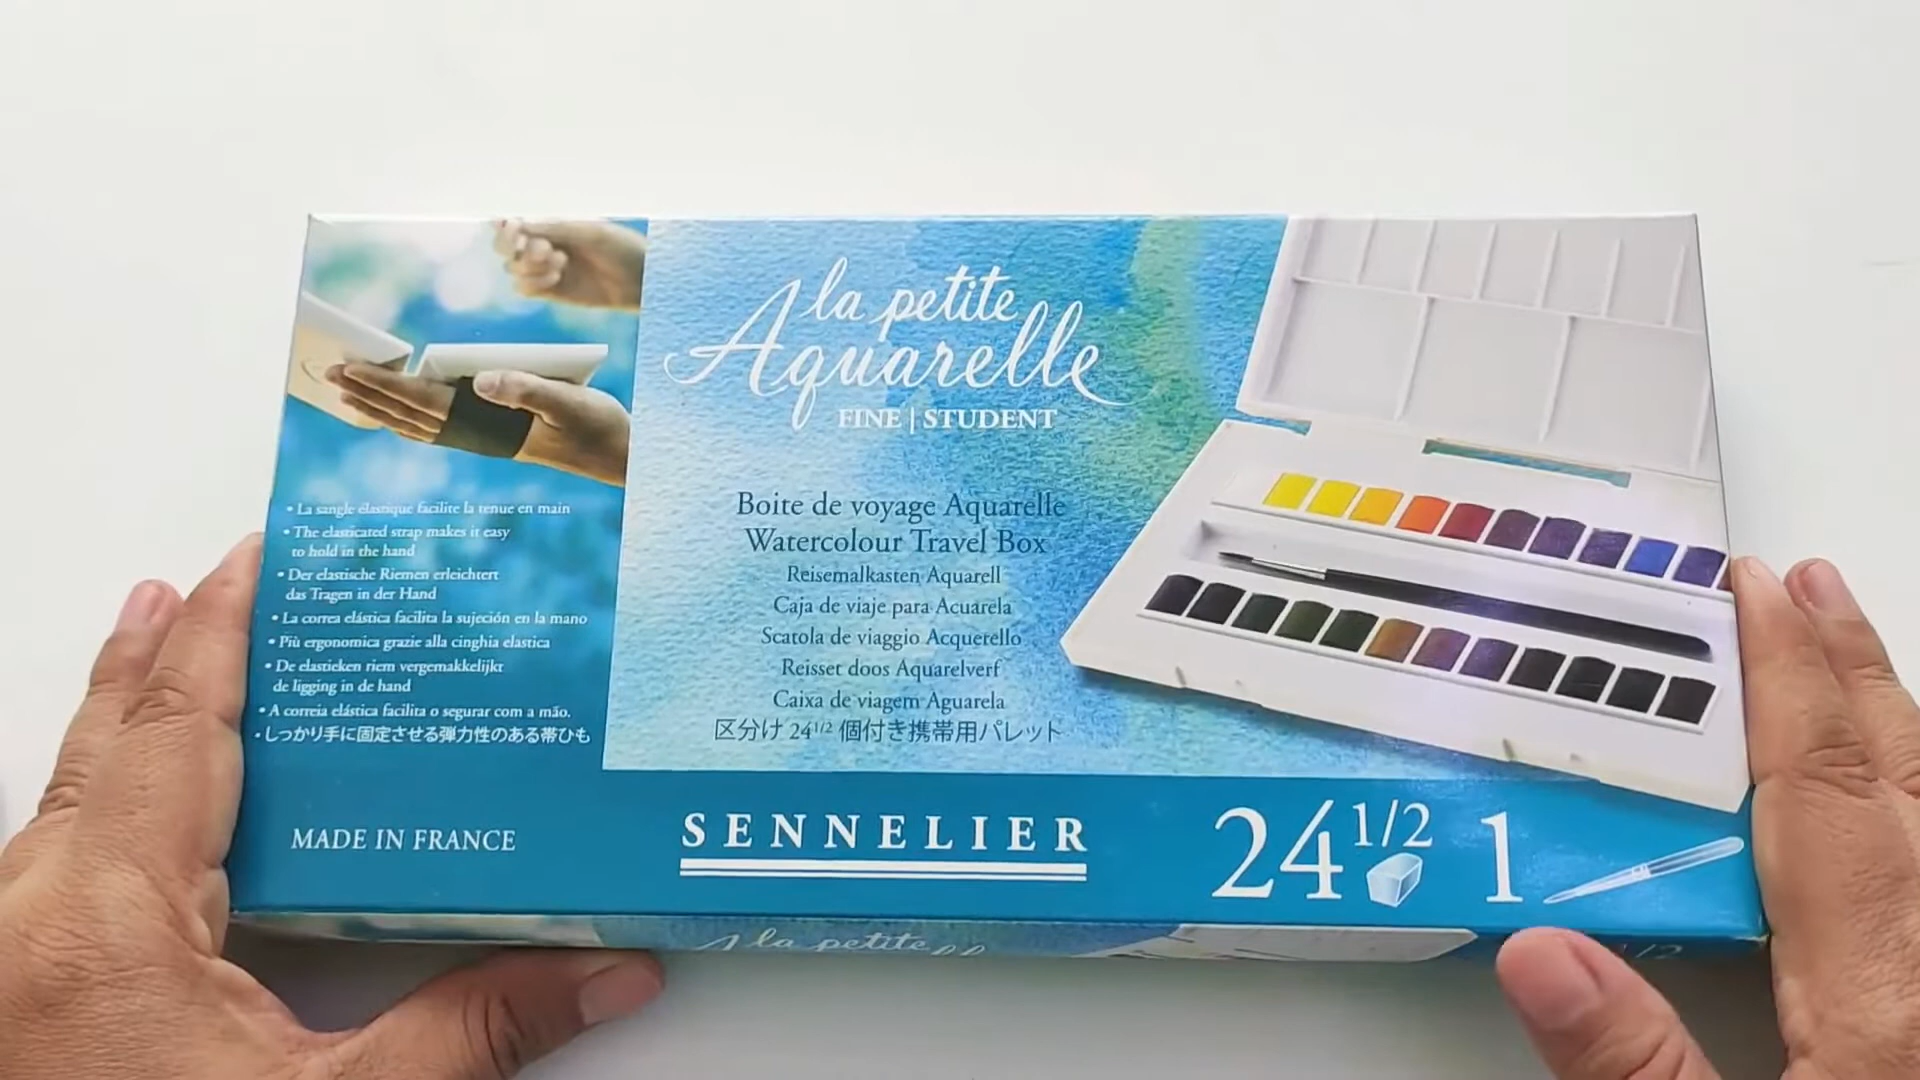 la petite
Aquarelle
FINE | STUDENT
Boite de voyage Aquarelle
Watercolour Travel Box
Reisemalkasten Aquarell
Caja de viaje para Acuarela
Scatola de viaggio Acquerello
Reisset doos Aquarelverf
Caixa de viagem Aguarela
区分け 24 1/2 個付き携帯用パレット
• La sangle élastique facilite la tenue en main
• The elasticated strap makes it easy
to hold in the hand
• Der elastische Riemen erleichtert
das Tragen in der Hand
• La correa elástica facilita la sujeción en la mano
• Più ergonomica grazie alla cinghia elastica
• De elastieken riem vergemakkelijkt
de ligging in de hand
• A correia elástica facilita o segurar com a mão.
• しっかり手に固定させる弾力性のある帯ひも
MADE IN FRANCE
SENNELIER
24 1/2
1
la petite